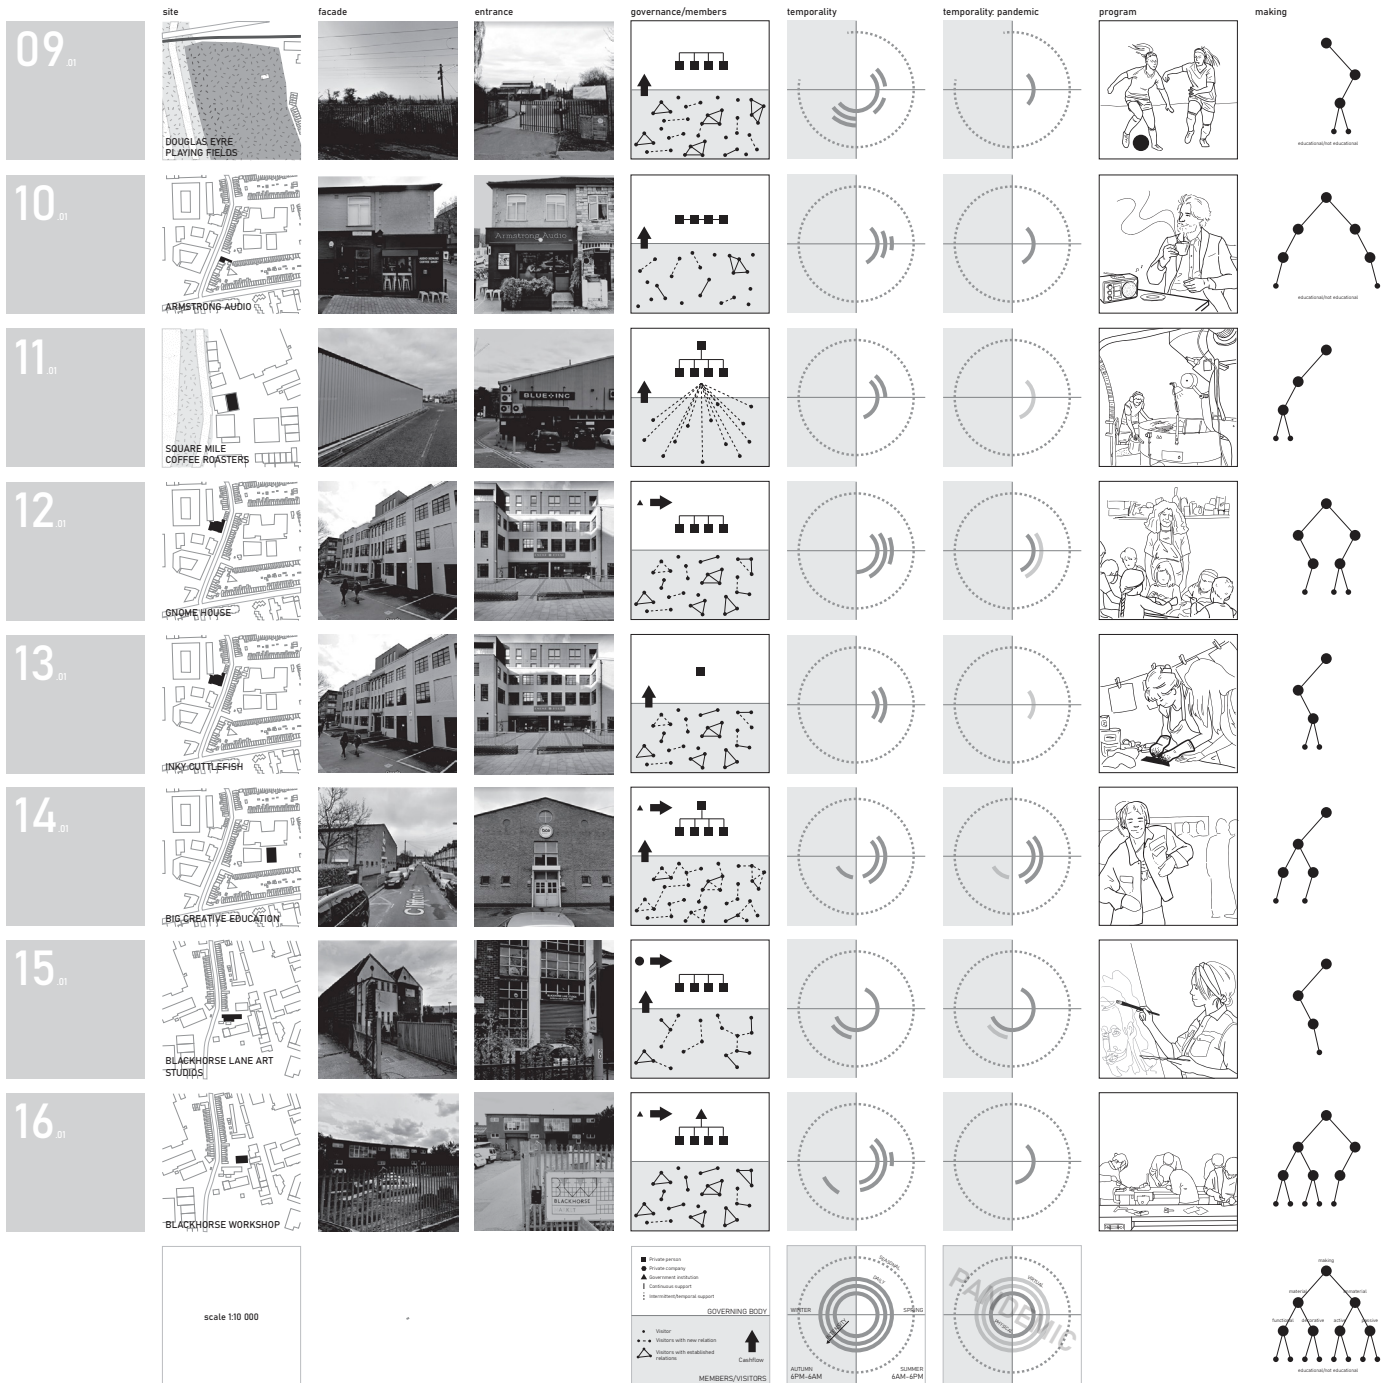 site
facade
entrance
governance/members
temporality
temporality: pandemic
program
making
09 .01
DOUGLAS EYRE
PLAYING FIELDS
educational/not educational
10 .01
ARMSTRONG AUDIO
Armstrong Audio
educational/not educational
11 .01
SQUARE MILE
COFFEE ROASTERS
BLUE INC
12 .01
GNOME HOUSE
13 .01
INKY CUTTLEFISH
14 .01
BIG CREATIVE EDUCATION
15 .01
BLACKHORSE LANE ART
STUDIOS
16 .01
BLACKHORSE WORKSHOP
BLACKHORSE
ART
scale 1:10 000
Private person
Private company
Government institution
Continuous support
Intermittent/temporal support
GOVERNING BODY
Visitor
Visitors with new relation
Visitors with established
relations
Cashflow
MEMBERS/VISITORS
SEASONAL
DAILY
WINTER
SPRING
AUTUMN
6PM-6AM
SUMMER
6AM-6PM
PANDEMIC
VIRTUAL
PHYSICAL
making
material
immaterial
functional
decorative
active
passive
educational/not educational